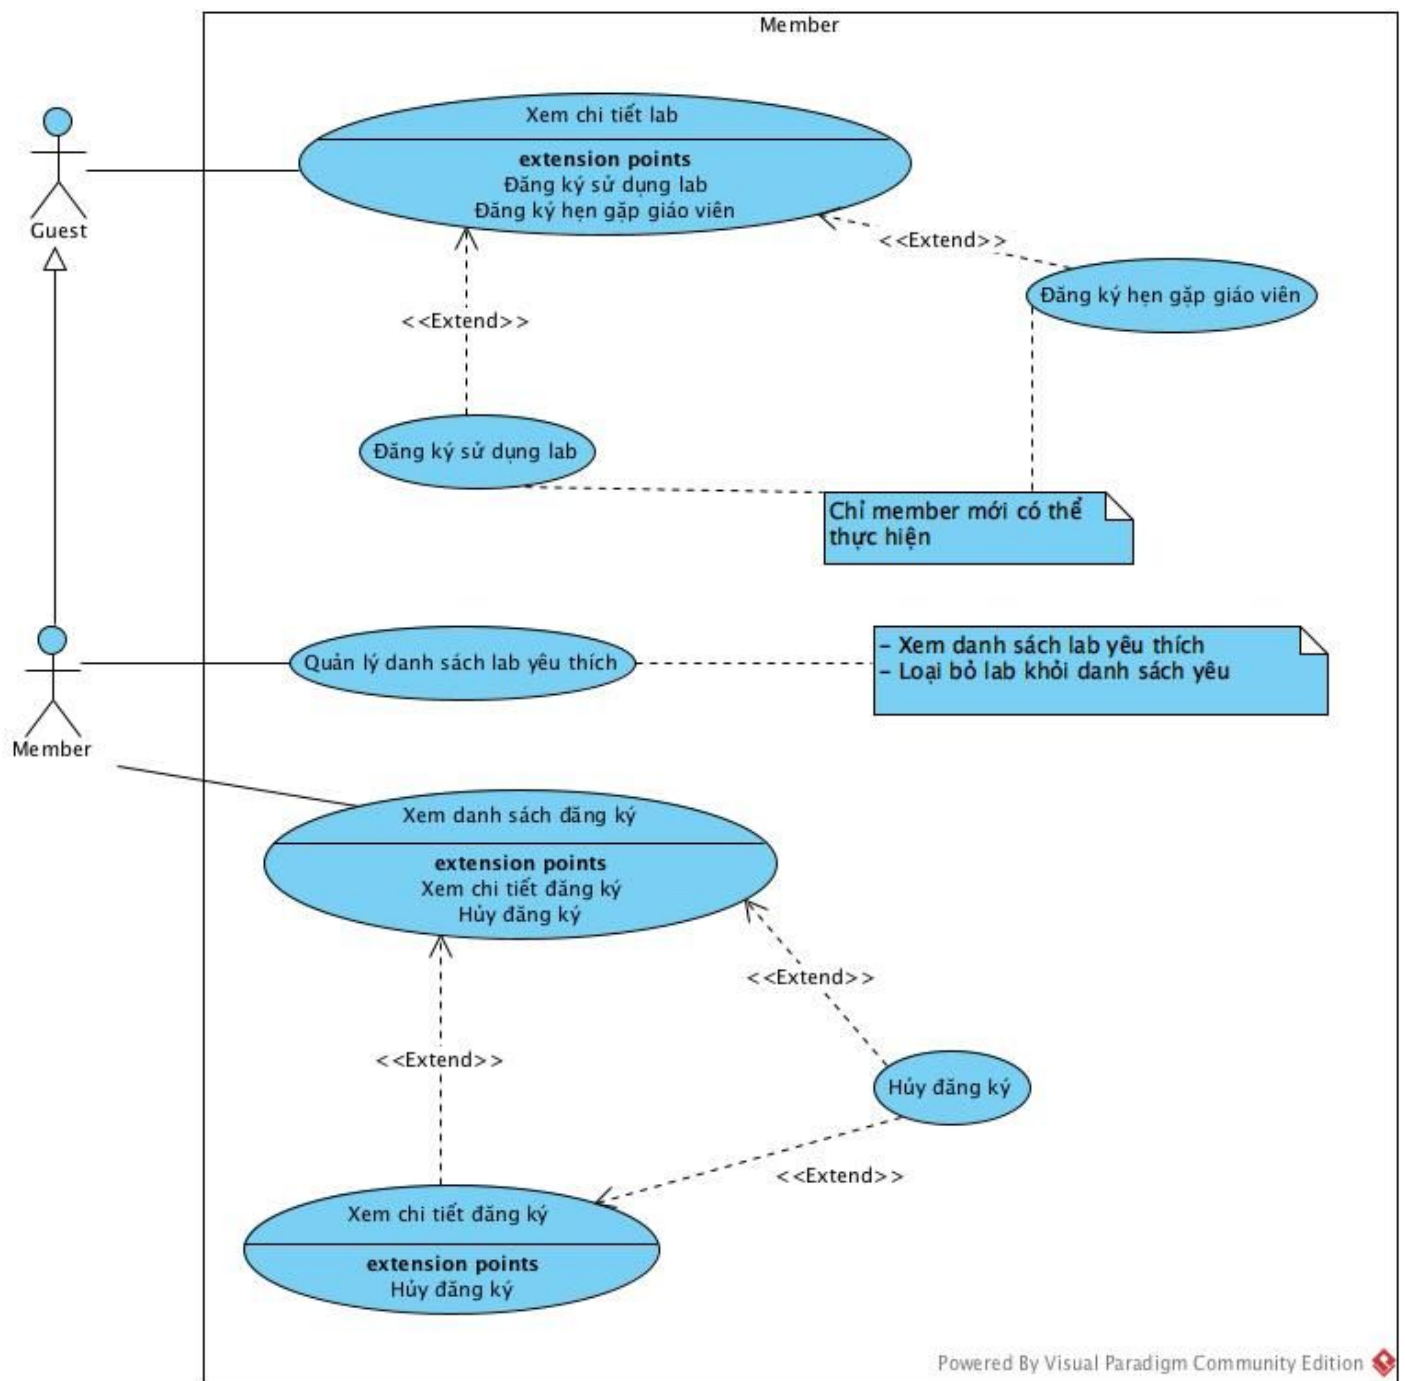 Member
Xem chi tiết lab
extension points
Đăng ký sử dụng lab
Đăng ký hẹn gặp giáo viên
Guest
<<Extend>>
Đăng ký hẹn gặp giáo viên
<<Extend>>
Đăng ký sử dụng lab
Chỉ member mới có thể
thực hiện
Quản lý danh sách lab yêu thích
– Xem danh sách lab yêu thích
– Loại bỏ lab khỏi danh sách yêu
Member
Xem danh sách đăng ký
extension points
Xem chi tiết đăng ký
Hủy đăng ký
<<Extend>>
<<Extend>>
Hủy đăng ký
<<Extend>>
Xem chi tiết đăng ký
extension points
Hủy đăng ký
Powered By Visual Paradigm Community Edition